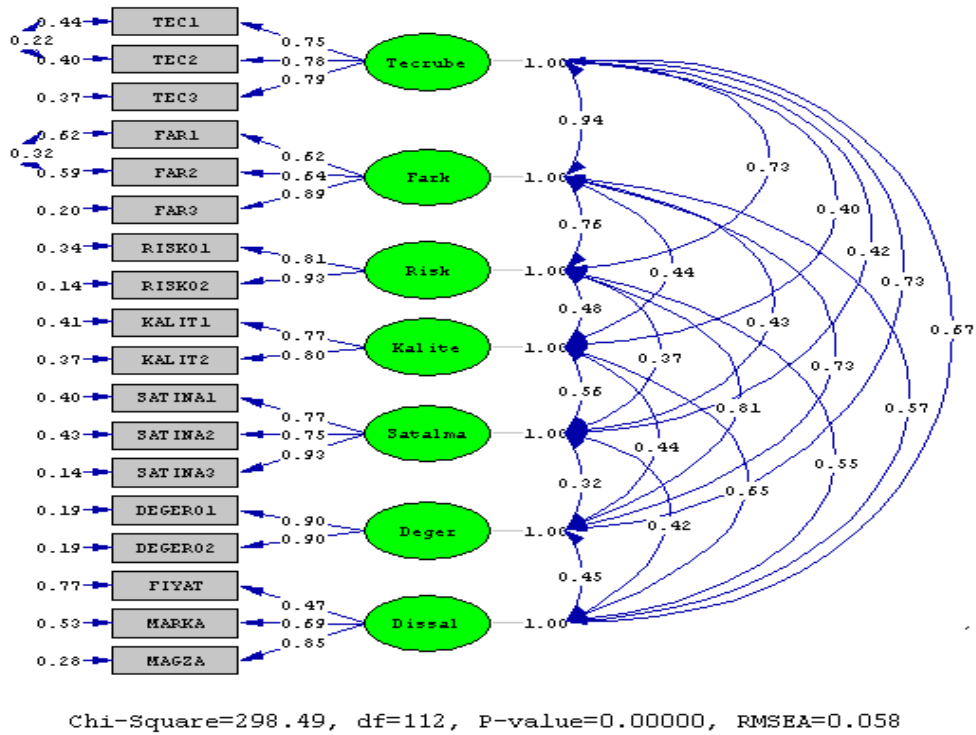 0.44 TEC1
0.22
0.40 TEC2
0.37 TEC3
0.75
0.78
0.79
Tecrube 1.00
0.62 FAR1
0.32
0.59 FAR2
0.20 FAR3
0.62
0.64
0.89
Fark 1.00
0.34 RISK01
0.14 RISK02
0.81
0.93
Risk 1.00
0.41 KALIT1
0.37 KALIT2
0.77
0.80
Kalite 1.00
0.40 SATINA1
0.43 SATINA2
0.14 SATINA3
0.77
0.75
0.93
Satalma 1.00
0.19 DEGER01
0.19 DEGER02
0.90
0.90
Deger 1.00
0.77 FIYAT
0.53 MARKA
0.28 MAGZA
0.47
0.69
0.85
Dissal 1.00
0.94
0.73
0.40
0.76
0.44
0.42
0.73
0.48
0.43
0.67
0.37
0.73
0.56
0.81
0.57
0.44
0.55
0.32
0.65
0.42
0.45
Chi-Square=298.49, df=112, P-value=0.00000, RMSEA=0.058